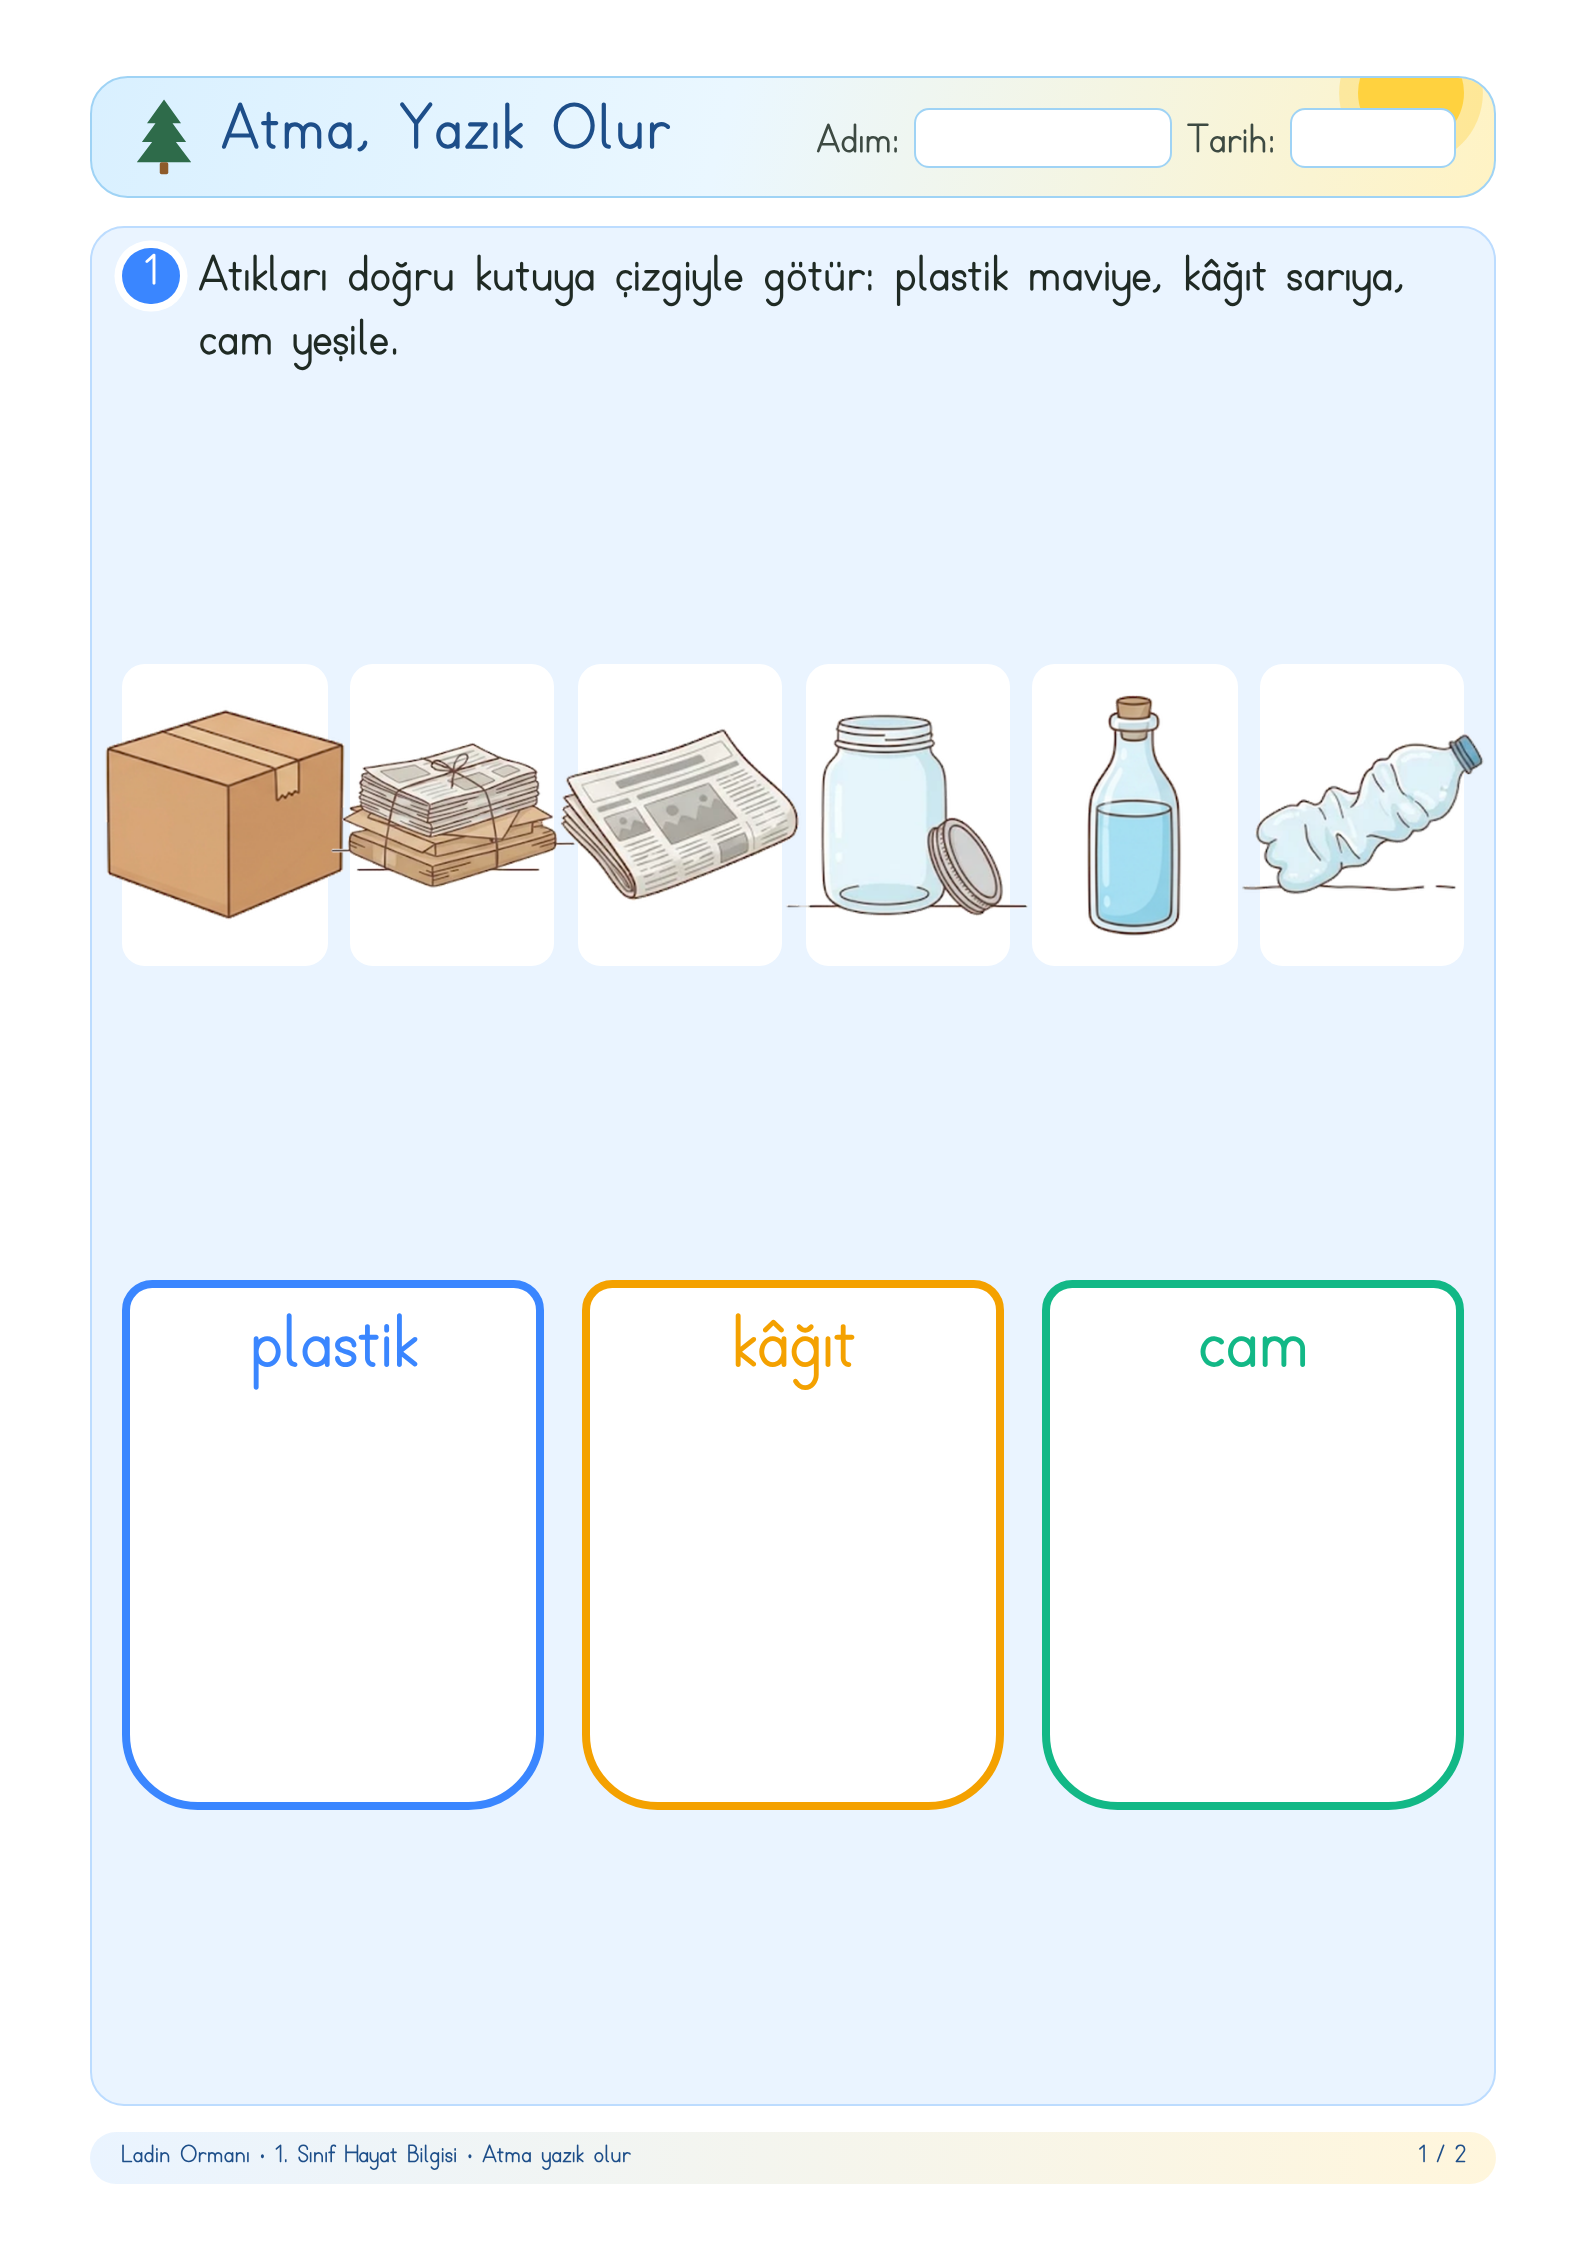 Atma, Yazık Olur
Adım:
Tarih:
1
Atıkları doğru kutuya çizgiyle götür: plastik maviye, kâğıt sarıya,
cam yeşile.
plastik
kâğıt
cam
Ladin Ormanı • 1. Sınıf Hayat Bilgisi • Atma yazık olur
1 / 2